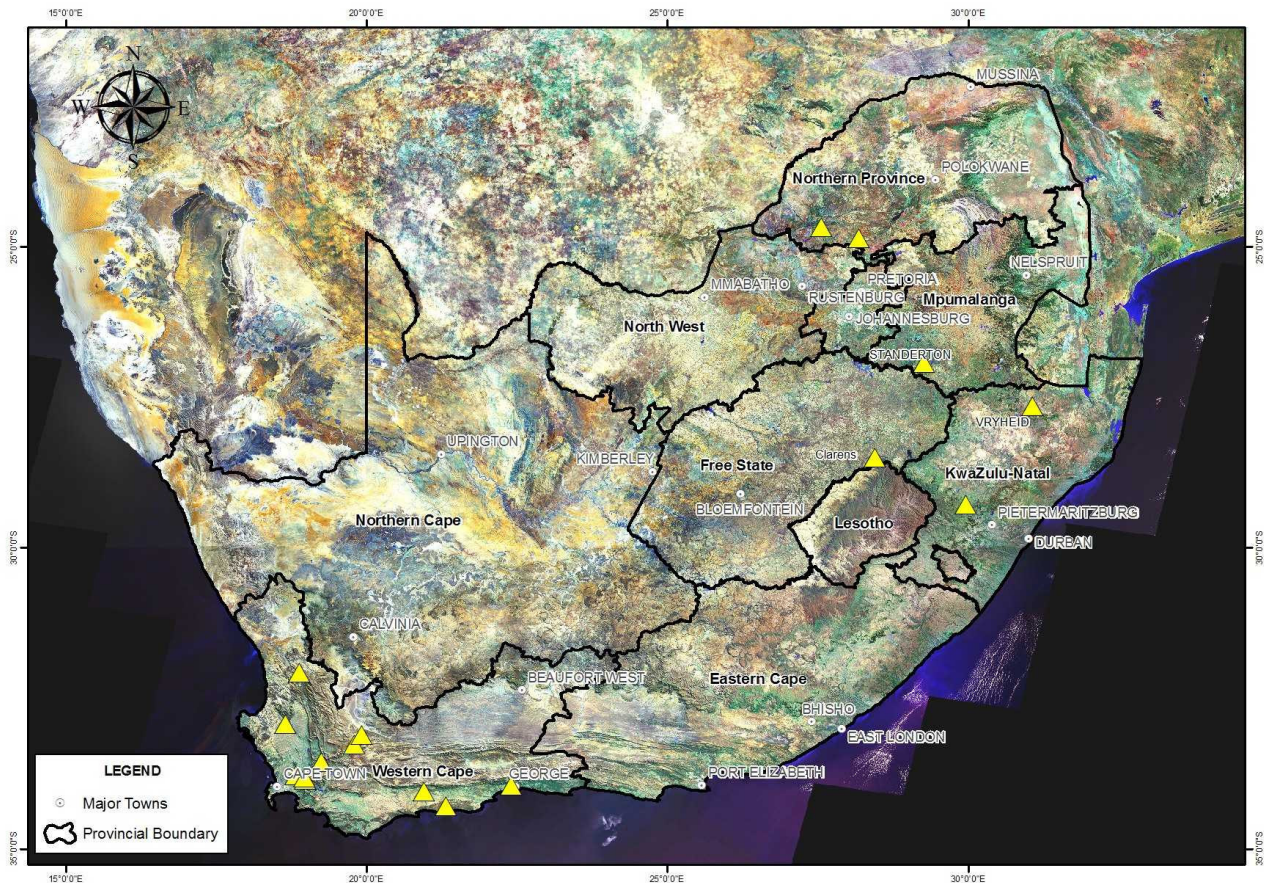 15°0'0"E 20°0'0"E 25°0'0"E 30°0'0"E
N
W E
S
MUSSINA
POLOKWANE
Northern Province
25°0'0"S 25°0'0"S
NELSPRUIT
MMABATHO
PRETORIA
RUSTENBURG
Mpumalanga
JOHANNESBURG
North West
STANDERTON
VRYHEID
UPINGTON
KIMBERLEY
Clarens
Free State
KwaZulu-Natal
BLOEMFONTEIN
PIETERMARITZBURG
Northern Cape
Lesotho
DURBAN
30°0'0"S 30°0'0"S
CALVINIA
BEAUFORT WEST
Eastern Cape
BHISHO
EAST LONDON
CAPE TOWN
Western Cape
GEORGE
PORT ELIZABETH
LEGEND
Major Towns
Provincial Boundary
35°0'0"S 35°0'0"S
15°0'0"E 20°0'0"E 25°0'0"E 30°0'0"E